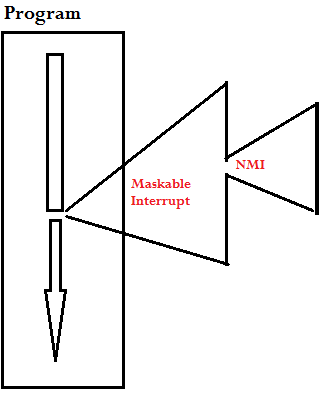 Program
Maskable
Interrupt
NMI